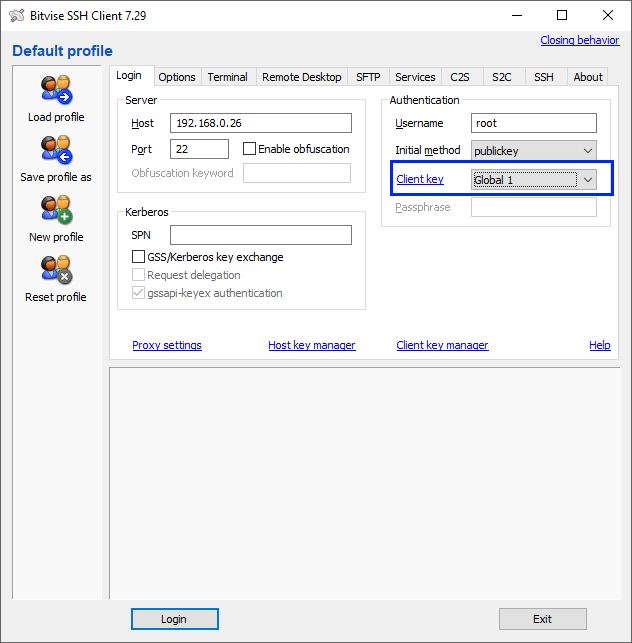 Bitvise SSH Client 7.29
Closing behavior
Default profile
Load profile
Save profile as
New profile
Reset profile
Login Options Terminal Remote Desktop SFTP Services C2S S2C SSH About
Server
Host 192.168.0.26
Port 22 Enable obfuscation
Obfuscation keyword
Kerberos
SPN
GSS/Kerberos key exchange
Request delegation
gssapi-keyex authentication
Authentication
Username root
Initial method publickey
Client key Global 1
Passphrase
Proxy settings Host key manager Client key manager Help
Login Exit